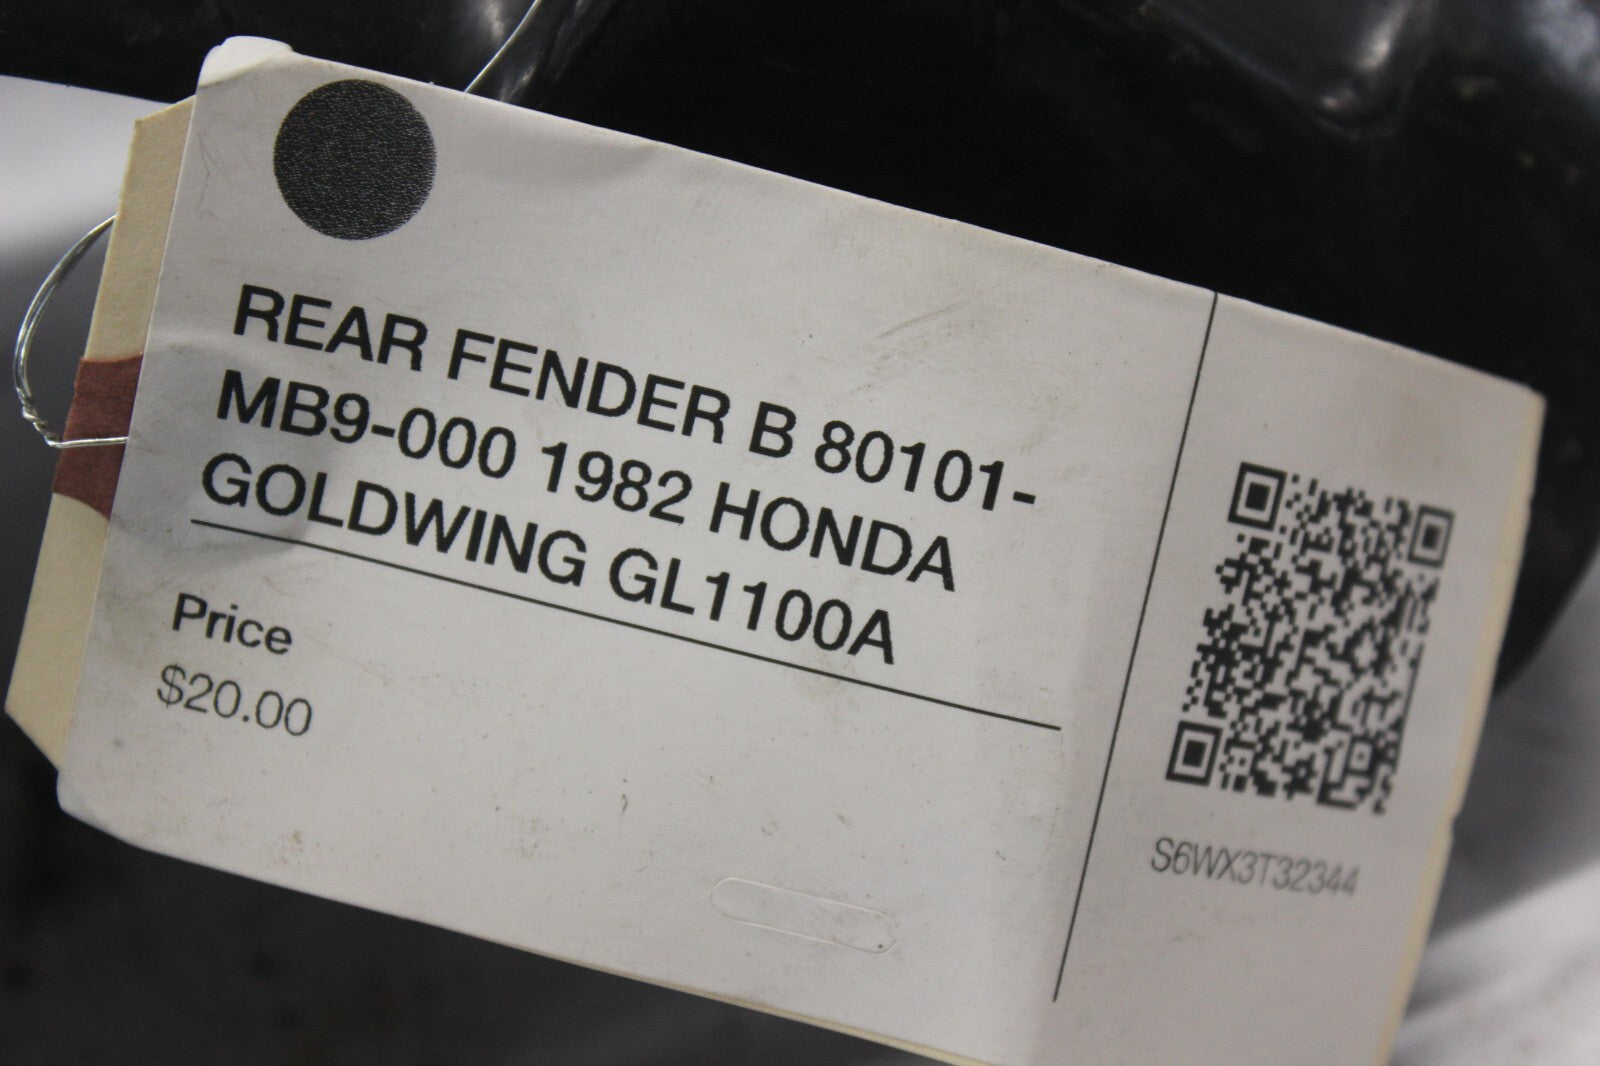 REAR FENDER B 80101-
MB9-000 1982 HONDA
GOLDWING GL1100A
Price
$20.00
S6WX3T32344